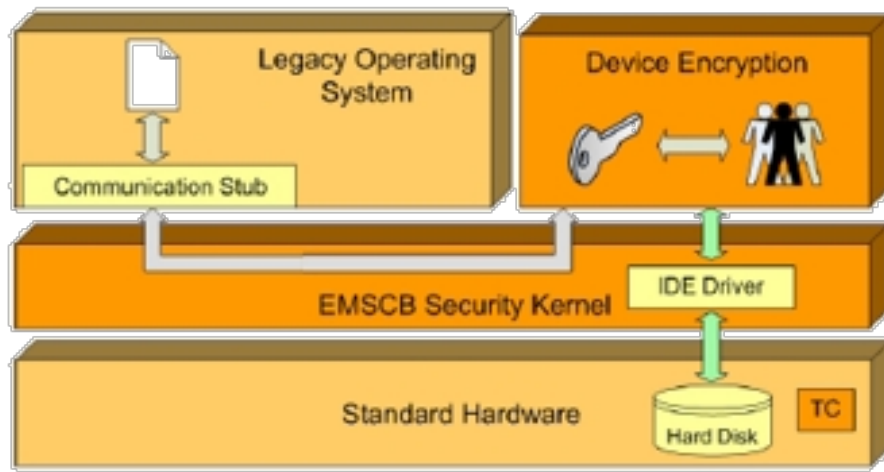 Legacy Operating
System
Device Encryption
Communication Stub
IDE Driver
EMSCB Security Kernel
Standard Hardware
Hard Disk
TC